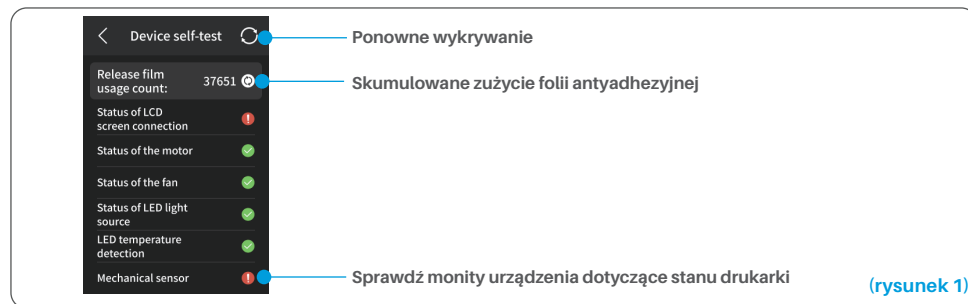 Device self-test
Ponowne wykrywanie
Release film
usage count:
37651
Skumulowane zużycie folii antyadhezyjnej
Status of LCD
screen connection
Status of the motor
Status of the fan
Status of LED light
source
LED temperature
detection
Mechanical sensor
Sprawdź monity urządzenia dotyczące stanu drukarki
(rysunek 1)